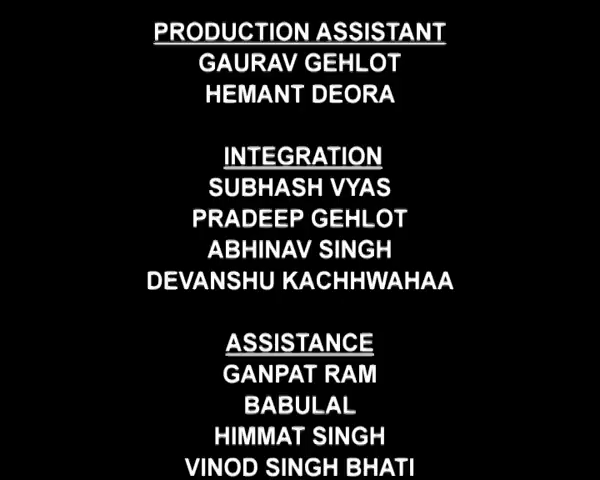 PRODUCTION ASSISTANT
GAURAV GEHLOT
HEMANT DEORA
INTEGRATION
SUBHASH VYAS
PRADEEP GEHLOT
ABHINAV SINGH
DEVANSHU KACHHWAHAA
ASSISTANCE
GANPAT RAM
BABULAL
HIMMAT SINGH
VINOD SINGH BHATI